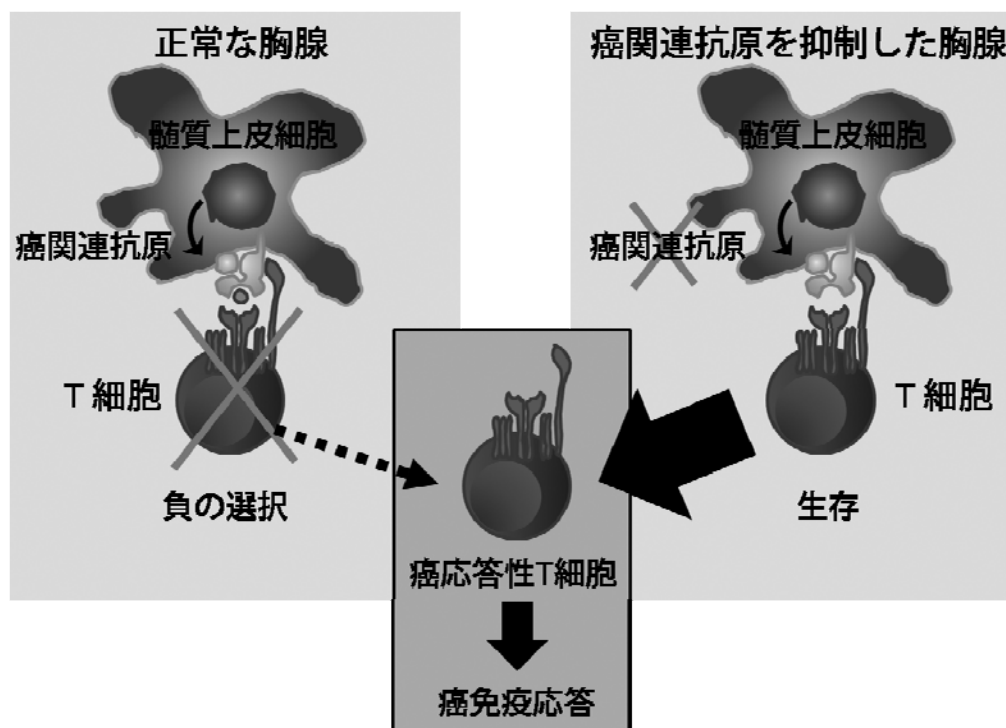 正常な胸腺
髄質上皮細胞
癌関連抗原
T 細胞
負の選択
癌関連抗原を抑制した胸腺
髄質上皮細胞
癌関連抗原
T 細胞
生存
癌応答性T細胞
癌免疫応答